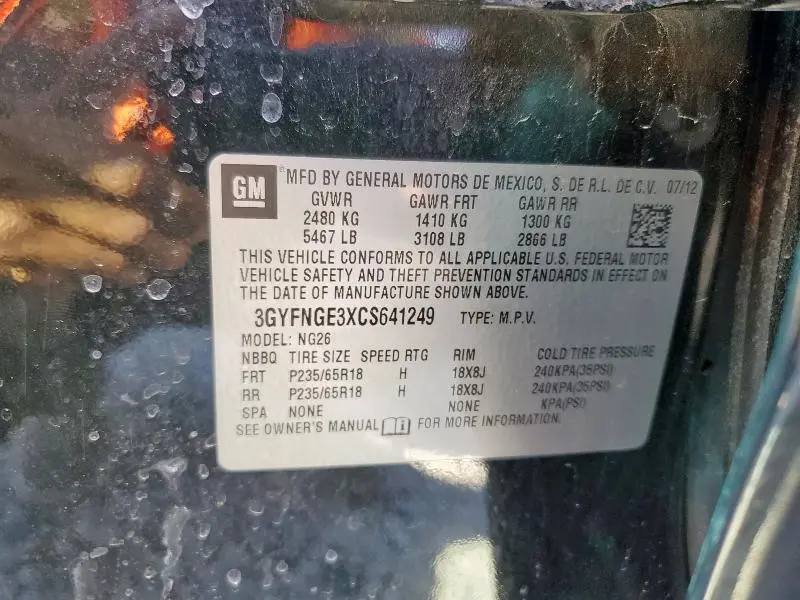 GM ® MFD BY GENERAL MOTORS DE MEXICO, S. DE R.L. DE C.V. 07/12
GVWR GAWR FRT GAWR RR
2480 KG 1410 KG 1300 KG
5467 LB 3108 LB 2866 LB
THIS VEHICLE CONFORMS TO ALL APPLICABLE U.S. FEDERAL MOTOR
VEHICLE SAFETY AND THEFT PREVENTION STANDARDS IN EFFECT ON
THE DATE OF MANUFACTURE SHOWN ABOVE.
3GYFNGE3XCS641249 TYPE: M.P.V.
MODEL: NG26
NBBQ TIRE SIZE SPEED RTG RIM COLD TIRE PRESSURE
FRT P235/65R18 H 18X8J 240KPA(35PSI)
RR P235/65R18 H 18X8J 240KPA(35PSI)
SPA NONE NONE KPA(PSI)
SEE OWNER'S MANUAL FOR MORE INFORMATION.